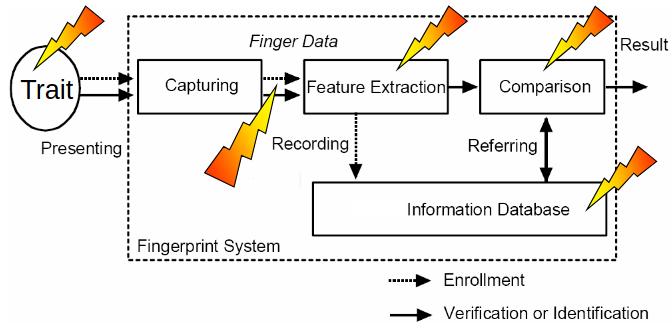 Finger Data
Result
Trait
Capturing
Feature Extraction
Comparison
Presenting
Recording
Referring
Information Database
Fingerprint System
Enrollment
Verification or Identification